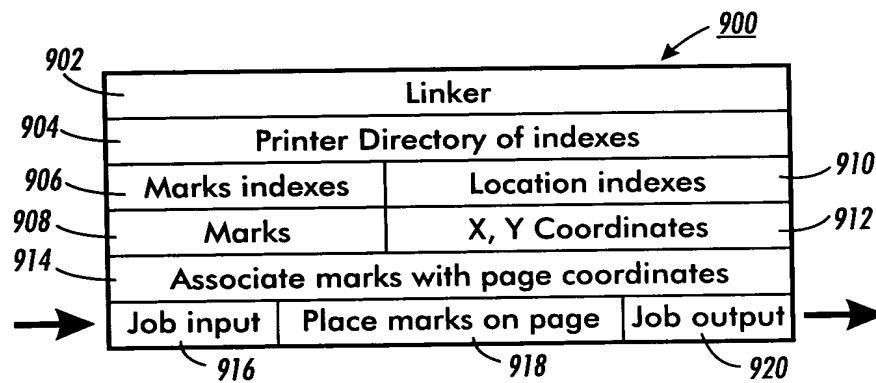 900
902
Linker
904
Printer Directory of indexes
906
Marks indexes
Location indexes
910
908
Marks
X, Y Coordinates
912
914
Associate marks with page coordinates
Job input
Place marks on page
Job output
916
918
920